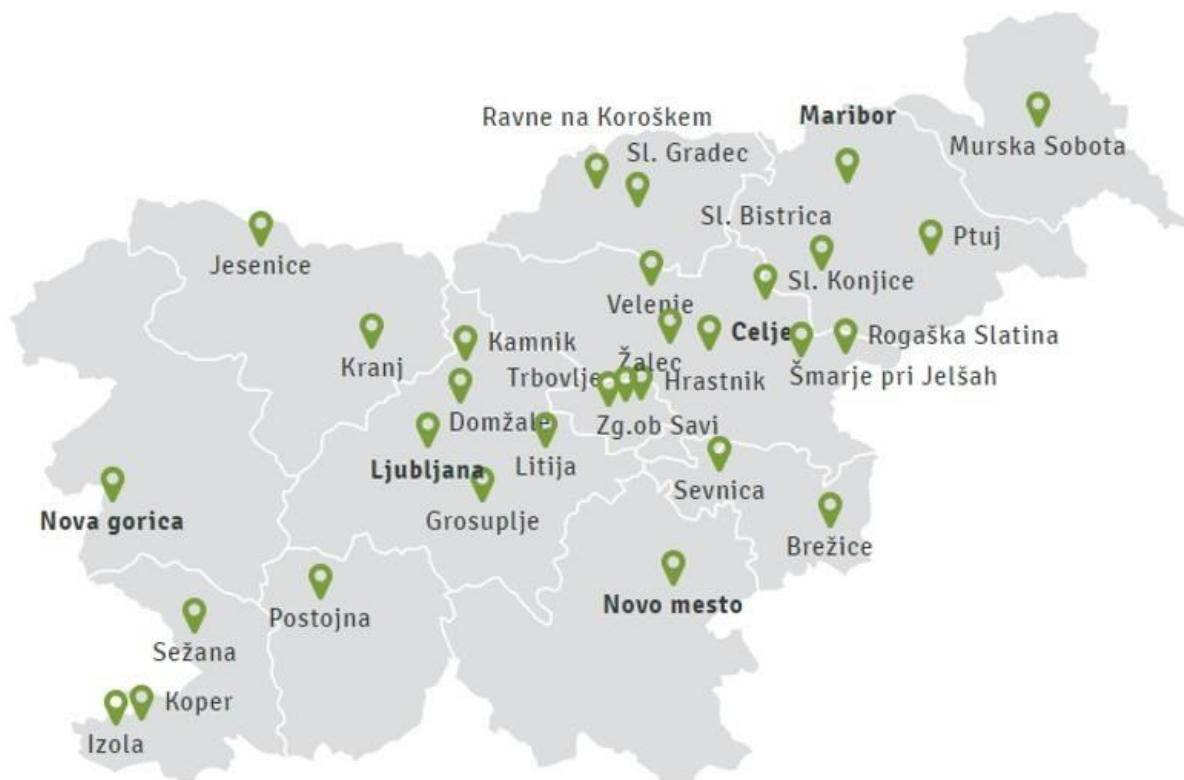 Ravne na Koroškem
Maribor
Sl. Gradec
Murska Sobota
Sl. Bistrica
Ptuj
Jesenice
Sl. Konjice
Velenje
Celje
Rogaška Slatina
Kamnik
Kranj
Žalec
Trbovlje
Hrastnik
Šmarje pri Jelšah
Domžale
Zg.ob Savi
Ljubljana
Litija
Sevnica
Nova gorica
Grosuplje
Brežice
Novo mesto
Postojna
Sežana
Koper
Izola